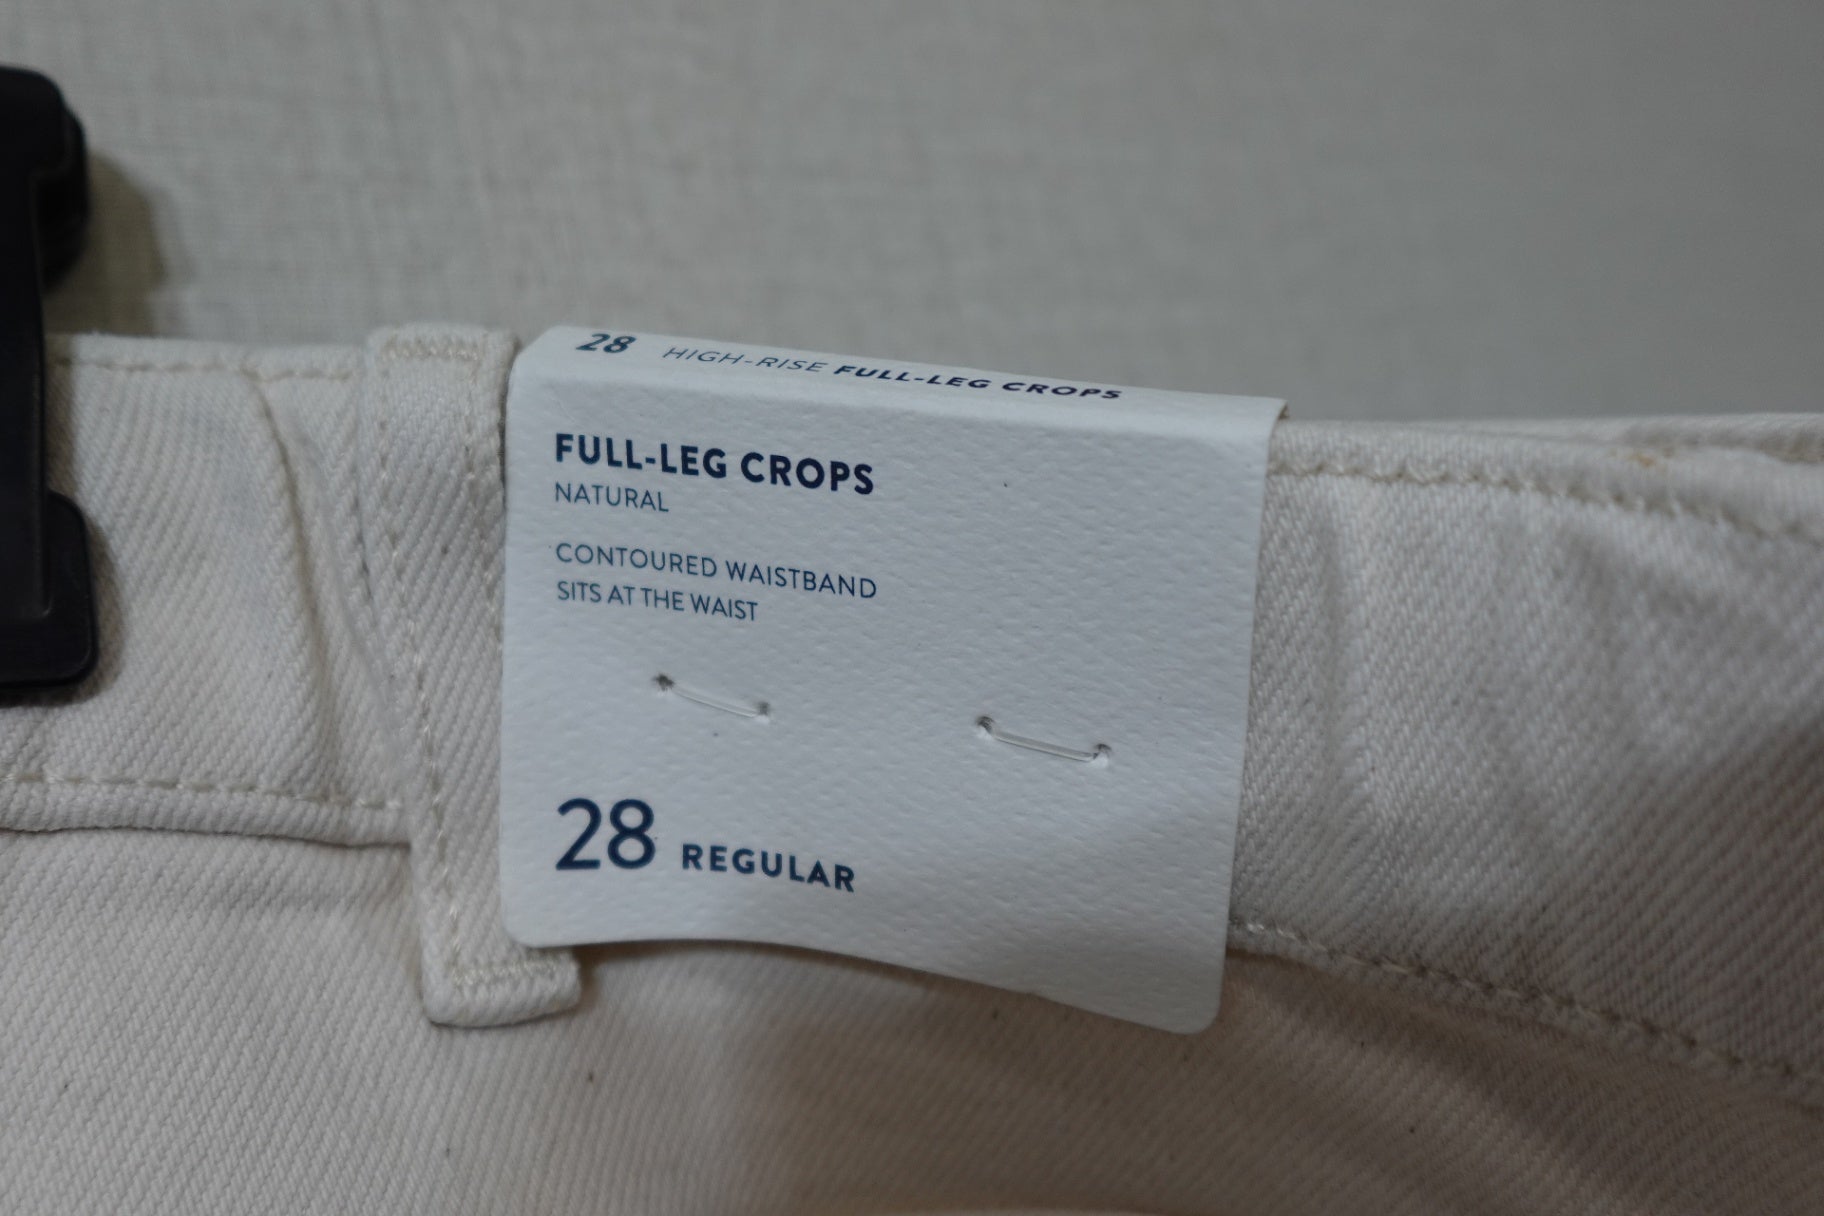 28 HIGH-RISE FULL-LEG CROPS
FULL-LEG CROPS
NATURAL
CONTOURED WAISTBAND
SITS AT THE WAIST
28 REGULAR